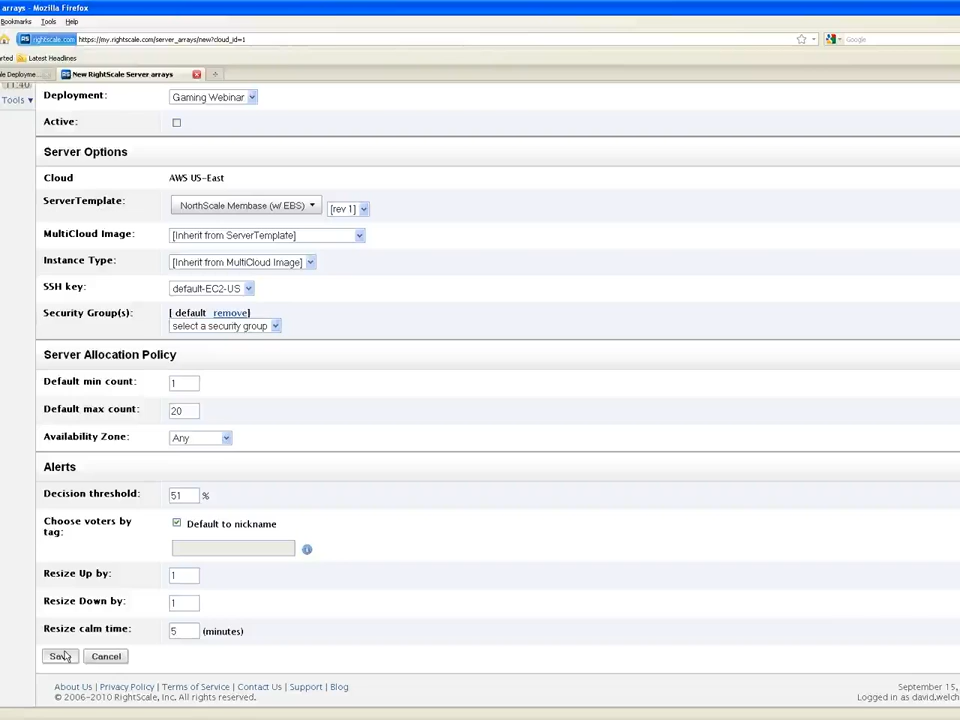 arrays - Mozilla Firefox
Bookmarks Tools Help
rightscale.com https://my.rightscale.com/server_arrays/new?cloud_id=1
Google
Latest Headlines
New RightScale Server arrays
Tools
Deployment: Gaming Webinar
Active:
Server Options
Cloud AWS US-East
ServerTemplate: NorthScale Membase (w/ EBS) [rev 1]
MultiCloud Image: [Inherit from ServerTemplate]
Instance Type: [Inherit from MultiCloud Image]
SSH key: default-EC2-US
Security Group(s): [ default remove]
select a security group
Server Allocation Policy
Default min count: 1
Default max count: 20
Availability Zone: Any
Alerts
Decision threshold: 51 %
Choose voters by Default to nickname
tag:
Resize Up by: 1
Resize Down by: 1
Resize calm time: 5 (minutes)
Save Cancel
About Us | Privacy Policy | Terms of Service | Contact Us | Support | Blog September 15,
© 2006-2010 RightScale, Inc. All rights reserved. Logged in as david.welch